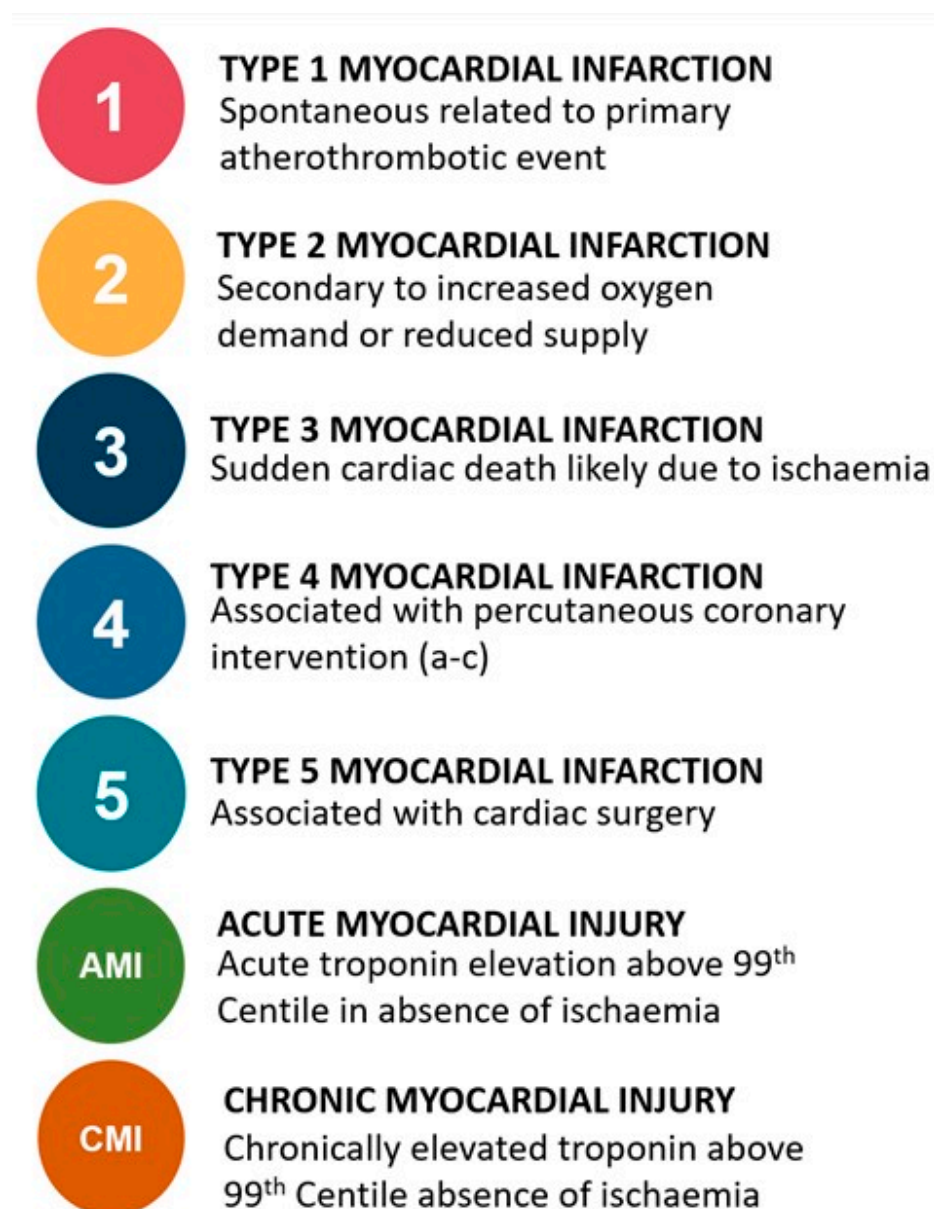 1
TYPE 1 MYOCARDIAL INFARCTION
Spontaneous related to primary
atherothrombotic event
2
TYPE 2 MYOCARDIAL INFARCTION
Secondary to increased oxygen
demand or reduced supply
3
TYPE 3 MYOCARDIAL INFARCTION
Sudden cardiac death likely due to ischaemia
4
TYPE 4 MYOCARDIAL INFARCTION
Associated with percutaneous coronary
intervention (a-c)
5
TYPE 5 MYOCARDIAL INFARCTION
Associated with cardiac surgery
AMI
ACUTE MYOCARDIAL INJURY
Acute troponin elevation above 99th
Centile in absence of ischaemia
CMI
CHRONIC MYOCARDIAL INJURY
Chronically elevated troponin above
99th Centile absence of ischaemia